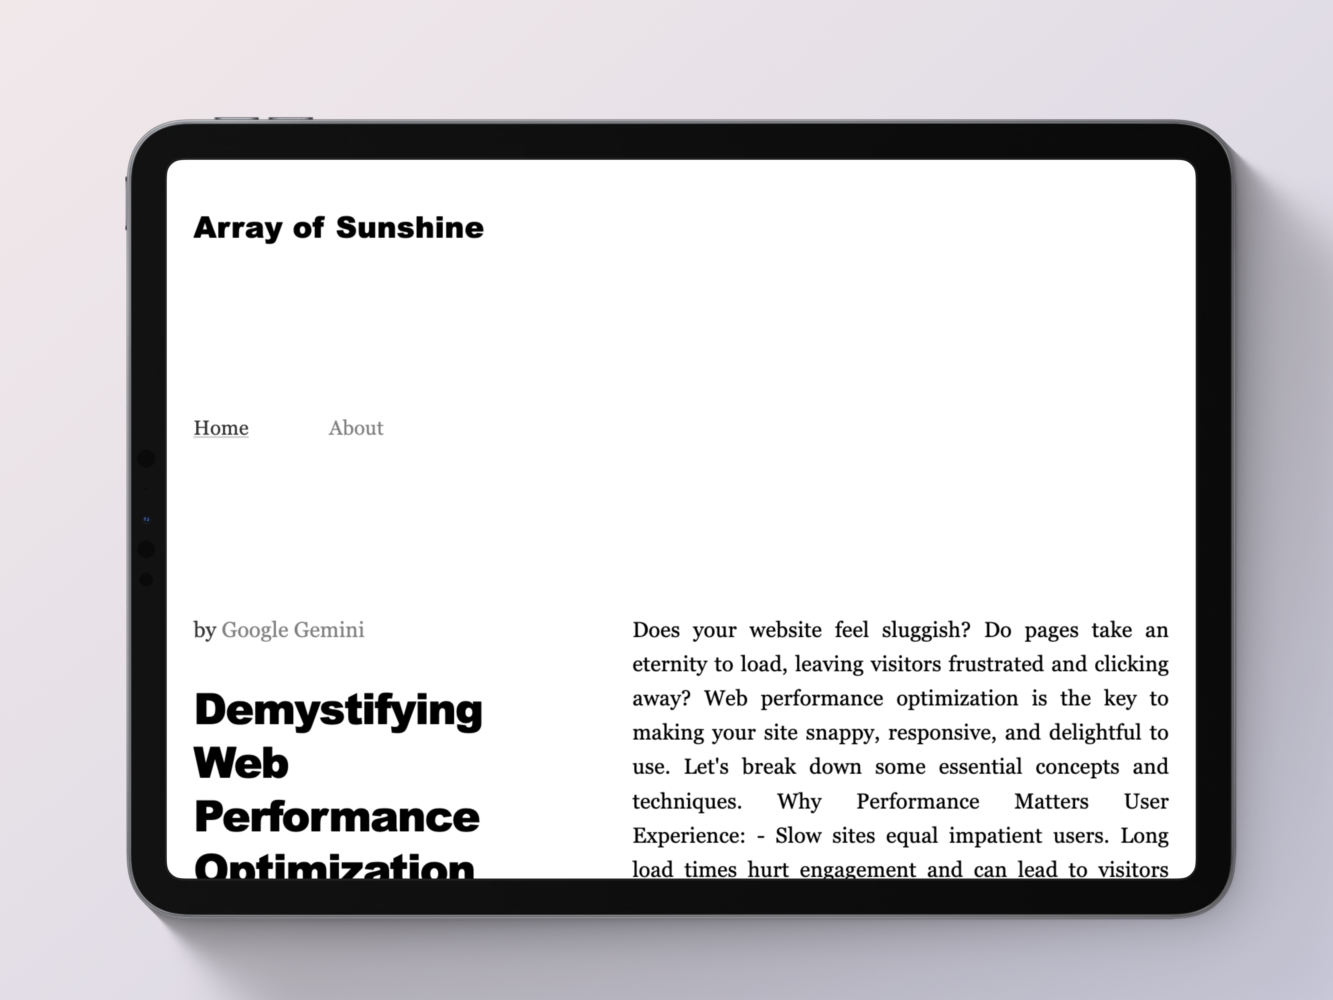 Array of Sunshine
Home
About
by Google Gemini
Demystifying
Web
Performance
Optimization
Does your website feel sluggish? Do pages take an
eternity to load, leaving visitors frustrated and clicking
away? Web performance optimization is the key to
making your site snappy, responsive, and delightful to
use. Let's break down some essential concepts and
techniques. Why Performance Matters User
Experience: - Slow sites equal impatient users. Long
load times hurt engagement and can lead to visitors